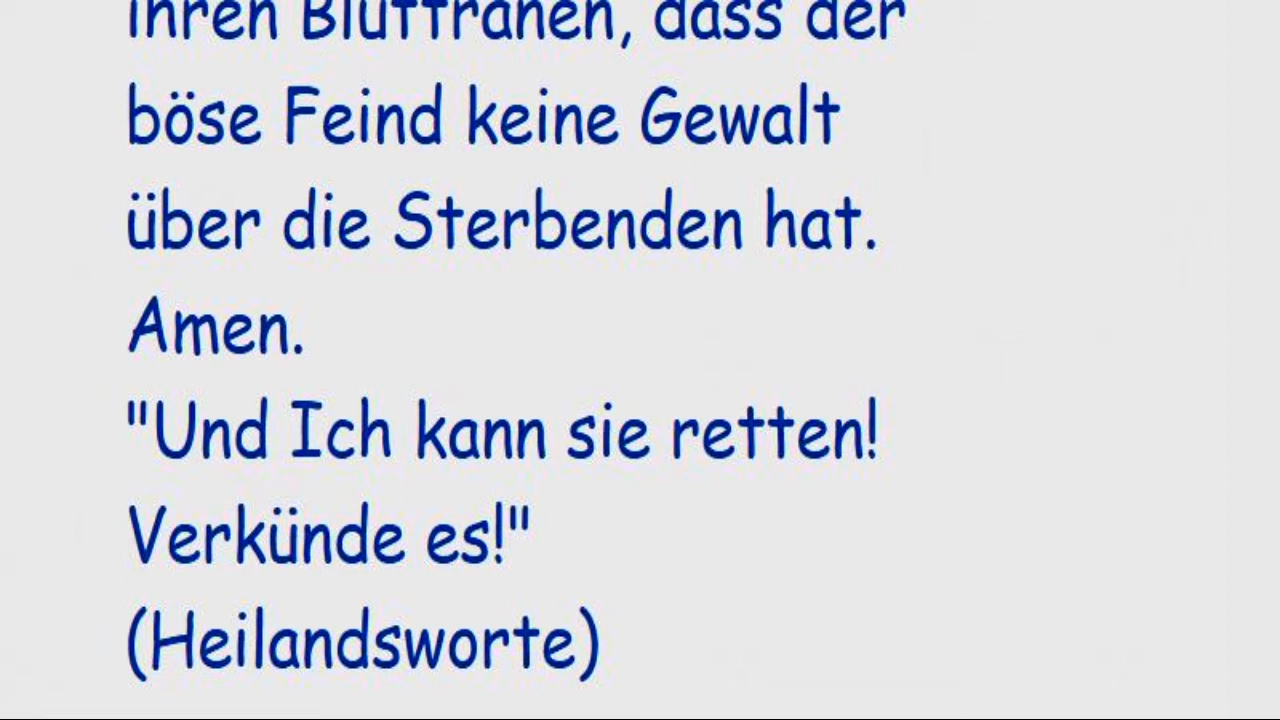 ihren Bluttränen, dass der
böse Feind keine Gewalt
über die Sterbenden hat.
Amen.
"Und Ich kann sie retten!
Verkünde es!"
(Heilandsworte)